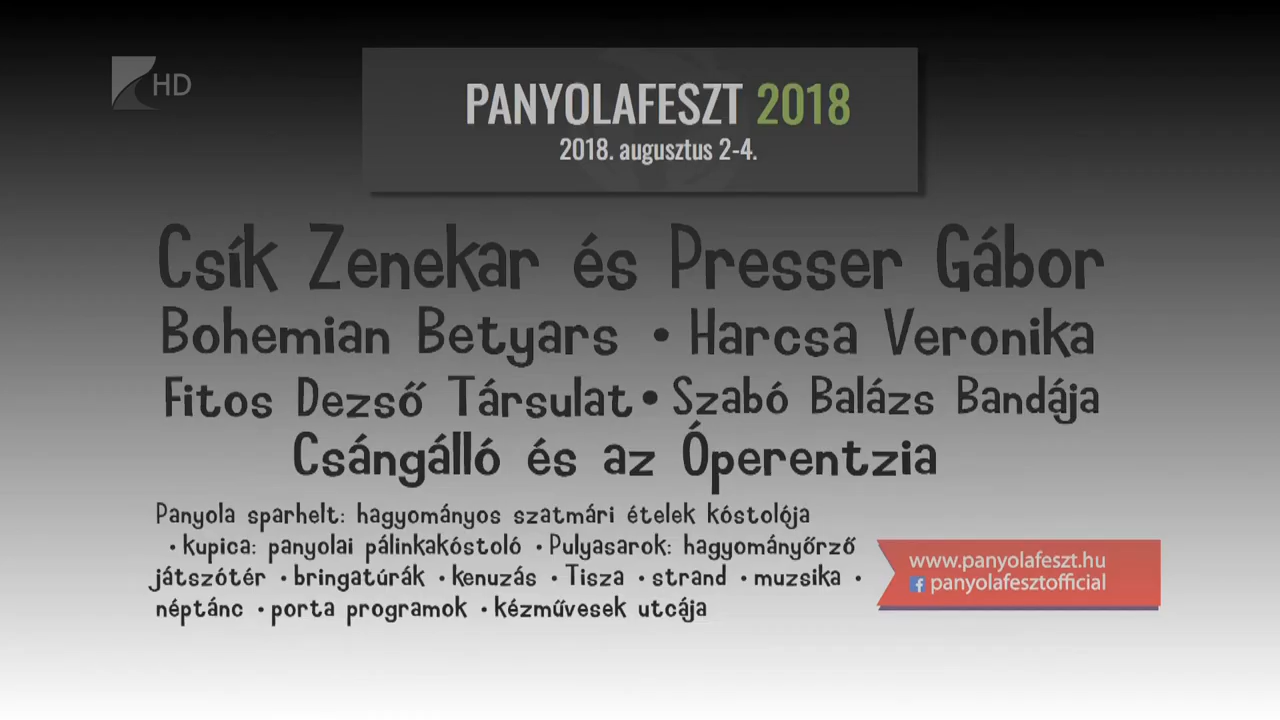 HD
PANYOLAFESZT 2018
2018. augusztus 2-4.
Csík Zenekar és Presser Gábor
Bohemian Betyars • Harcsa Veronika
Fitos Dezső Társulat • Szabó Balázs Bandája
Csángálló és az Óperentzia
Panyola sparhelt: hagyományos szatmári ételek kóstolója
• kupica: panyolai pálinkakóstoló • Pulyasarok: hagyományőrző
játszótér • bringatúrák • kenuzás • Tisza • strand • muzsika •
néptánc • porta programok • kézművesek utcája
www.panyolafeszt.hu
panyolafesztofficial